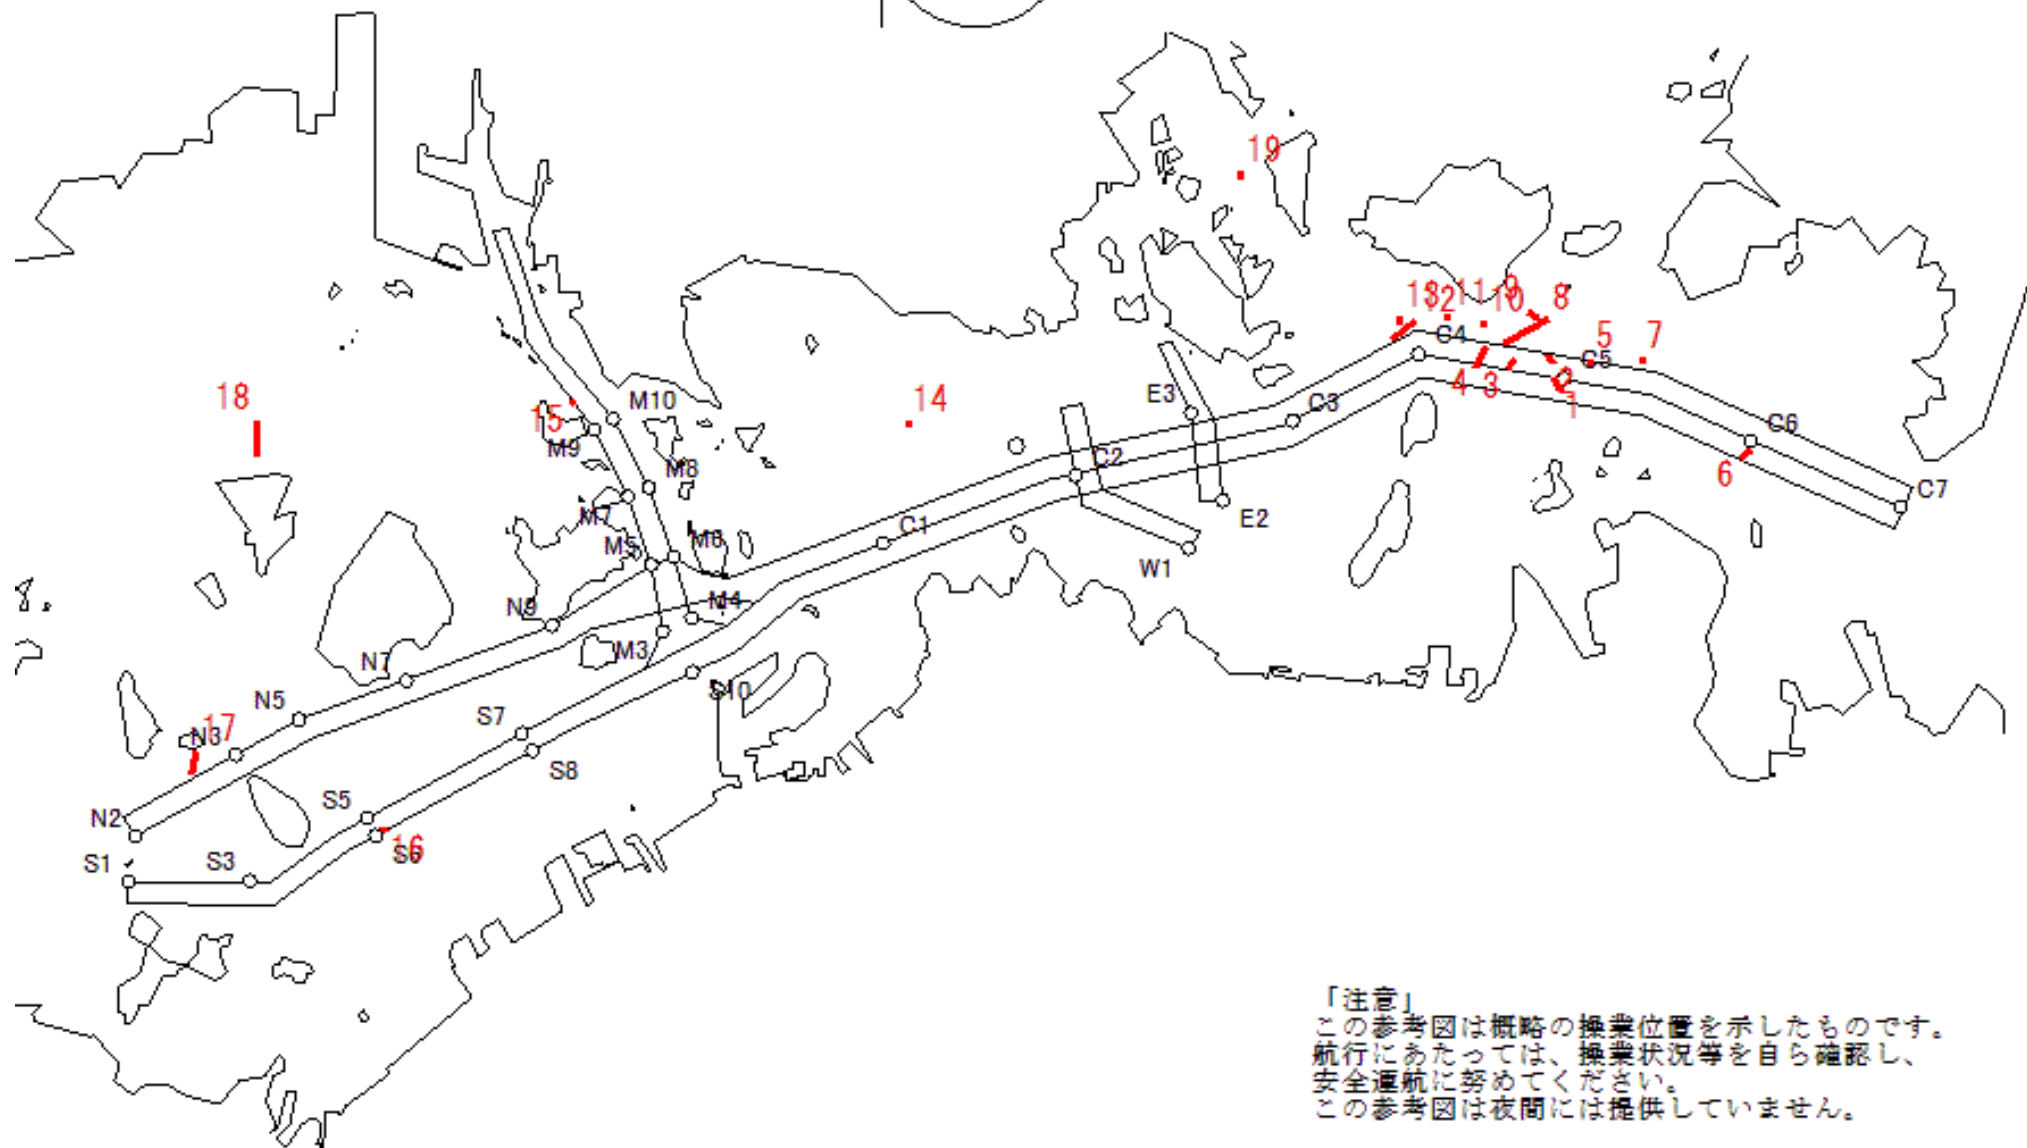 19
13
12
11
10
9
8
C4
5
7
C5
18
15
M10
14
E3
C3
4
3
2
1
C6
M9
M8
C2
6
C7
M7
M5
M6
C1
E2
W1
N9
M4
M3
N7
S10
N5
N3
17
S7
S8
N2
S5
S6
16
S1
S3
「注意」
この参考図は概略の操業位置を示したものです。
航行にあたっては、操業状況等を自ら確認し、
安全運航に努めてください。
この参考図は夜間には提供していません。